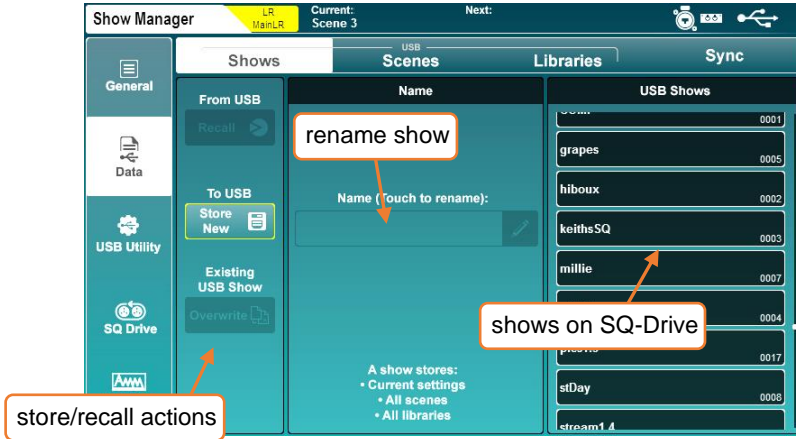 Show Manager
LR
MainLR
Current:
Scene 3
Next:
General
Data
USB Utility
SQ Drive
Shows
USB
Scenes
Libraries
Sync
From USB
Recall
To USB
Store
New
Existing
USB Show
Overwrite
store/recall actions
Name
rename show
Name (Touch to rename):
A show stores:
• Current settings
• All scenes
• All libraries
USB Shows
0001
grapes
0005
hiboux
0002
keithsSQ
0003
millie
0007
shows on SQ-Drive
0004
0017
stDay
0008
stream1.4